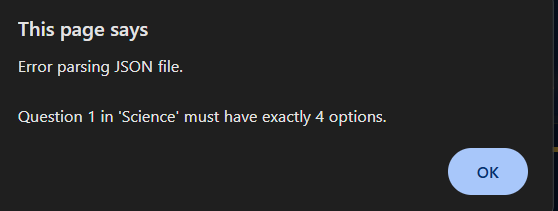 This page says
Error parsing JSON file.
Question 1 in 'Science' must have exactly 4 options.
OK